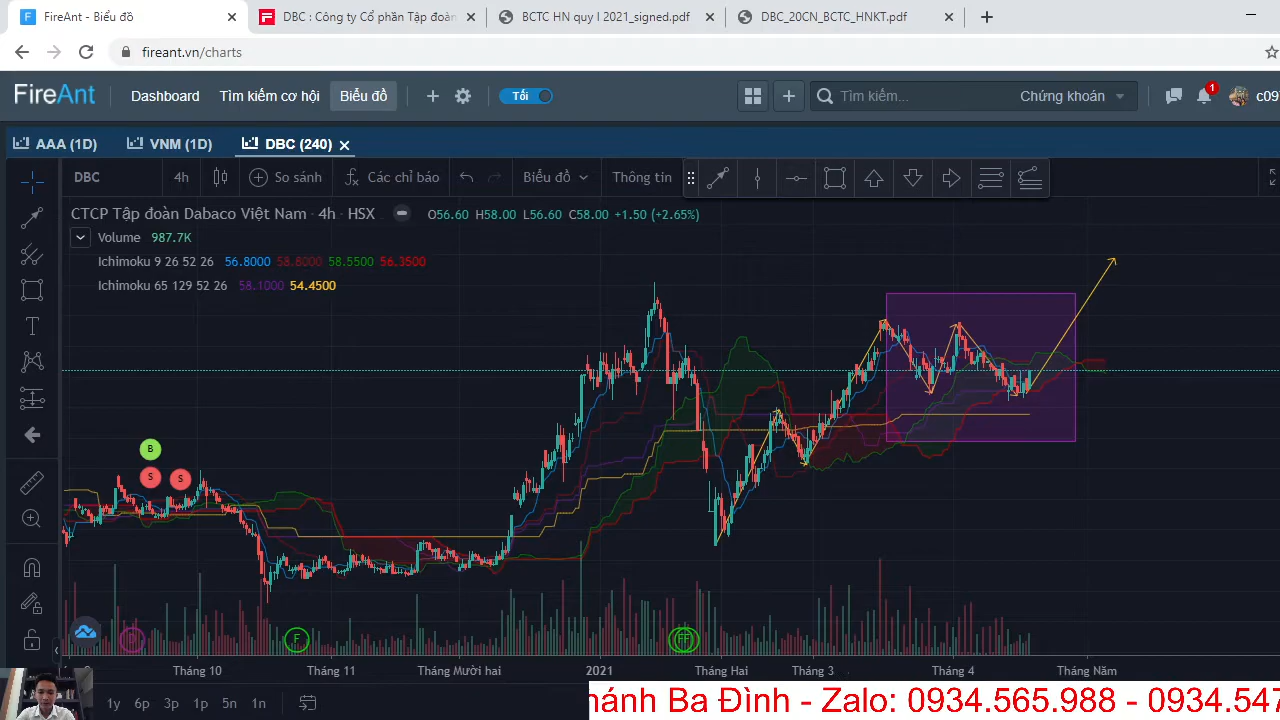 FireAnt - Biểu đồ
DBC : Công ty Cổ phần Tập đoàn
BCTC HN quy I 2021_signed.pdf
DBC_20CN_BCTC_HNKT.pdf
fireant.vn/charts
FireAnt
Dashboard
Tìm kiếm cơ hội
Biểu đồ
Tối
Tìm kiếm...
Chứng khoán
1
c09
AAA (1D)
VNM (1D)
DBC (240)
DBC
4h
So sánh
Các chỉ báo
Biểu đồ
Thông tin
CTCP Tập đoàn Dabaco Việt Nam 4h HSX
O56.60 H58.00 L56.60 C58.00 +1.50 (+2.65%)
Volume 987.7K
Ichimoku 9 26 52 26 56.8000 58.8000 58.5500 56.3500
Ichimoku 65 129 52 26 58.1000 54.4500
B
S S
D F FF
Tháng 10 Tháng 11 Tháng Mười hai 2021 Tháng Hai Tháng 3 Tháng 4 Tháng Năm
1y 6p 3p 1p 5n 1n
hánh Ba Đình - Zalo: 0934.565.988 - 0934.547